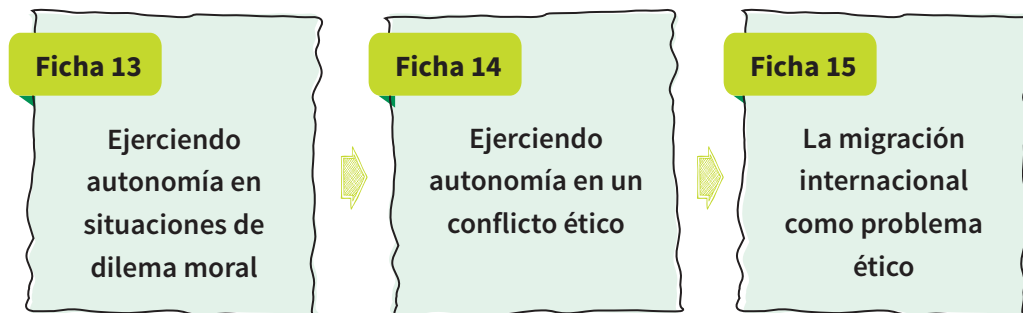 Ficha 13
Ejerciendo
autonomía en
situaciones de
dilema moral
Ficha 14
Ejerciendo
autonomía en un
conflicto ético
Ficha 15
La migración
internacional
como problema
ético